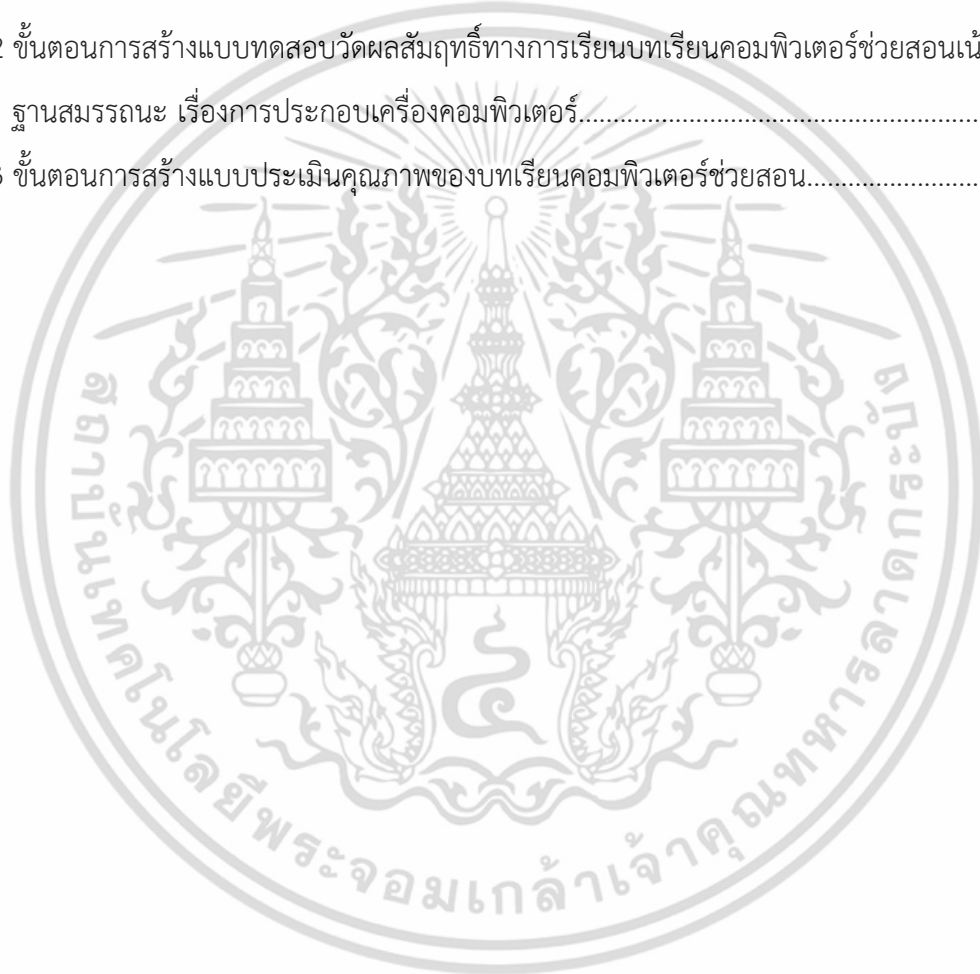 2 ขั้นตอนการสร้างแบบทดสอบวัดผลสัมฤทธิ์ทางการเรียนบทเรียนคอมพิวเตอร์ช่วยสอนเน้
ฐานสมรรถนะ เรื่องการประกอบเครื่องคอมพิวเตอร์................................................................
ขั้นตอนการสร้างแบบประเมินคุณภาพของบทเรียนคอมพิวเตอร์ช่วยสอน.........................
สถาบันเทคโนโลยีพระจอมเกล้าเจ้าคุณทหารลาดกระบัง
๔